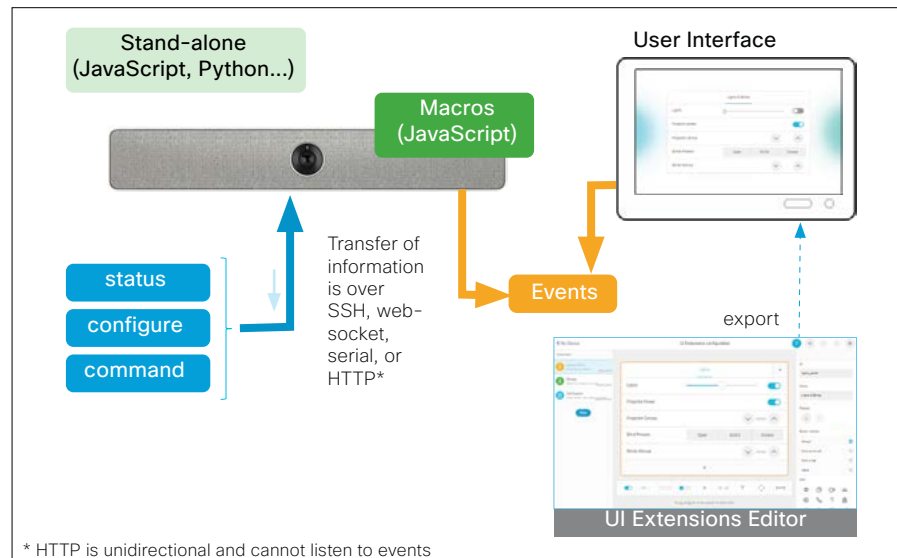 Stand-alone
(JavaScript, Python...)
User Interface
Macros
(JavaScript)
status
configure
command
Transfer of
information
is over
SSH, web-
socket,
serial, or
HTTP*
Events
export
UI Extensions Editor
* HTTP is unidirectional and cannot listen to events